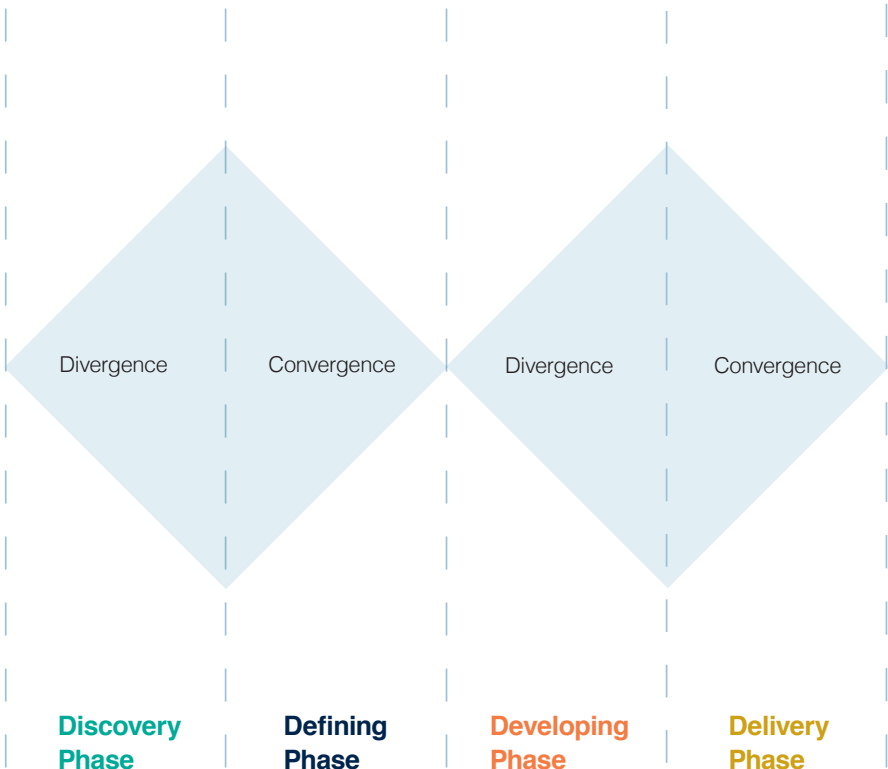 Divergence
Convergence
Divergence
Convergence
Discovery
Phase
Defining
Phase
Developing
Phase
Delivery
Phase